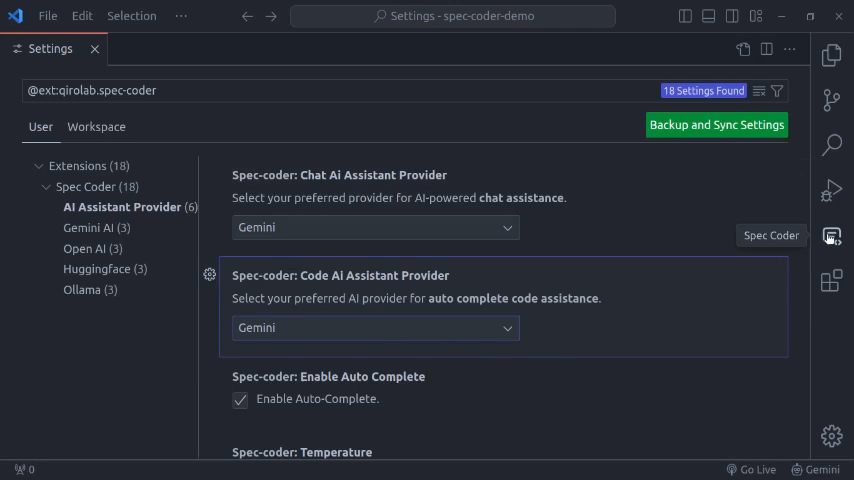 File Edit Selection ···
Settings - spec-coder-demo
Settings
@ext:qirolab.spec-coder
18 Settings Found
User Workspace
Backup and Sync Settings
Extensions (18)
Spec Coder (18)
AI Assistant Provider (6)
Gemini AI (3)
Open AI (3)
Huggingface (3)
Ollama (3)
Spec-coder: Chat Ai Assistant Provider
Select your preferred provider for AI-powered chat assistance.
Gemini
Spec Coder
Spec-coder: Code Ai Assistant Provider
Select your preferred AI provider for auto complete code assistance.
Gemini
Spec-coder: Enable Auto Complete
Enable Auto-Complete.
Spec-coder: Temperature
0
Go Live Gemini